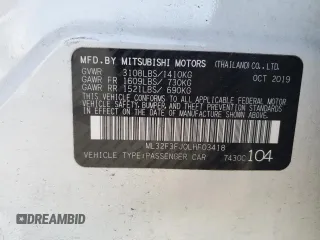 MFD.BY MITSUBISHI MOTORS (THAILAND)CO.,LTD.
GVWR 3108LBS/1410KG OCT 2019
GAWR FR 1609LBS/ 730KG
GAWR RR 1521LBS/ 690KG
THIS VEHICLE CONFORMS TO ALL APPLICABLE FEDERAL
MOTOR VEHICLE SAFETY, BUMPER, AND THEFT PREVENTION
STANDARDS IN EFFECT ON THE DATE OF MANUFACTURE
SHOWN ABOVE.
ML32F3FJ0LHF03418
VEHICLE TYPE:PASSENGER CAR 7430C 104
DREAMBID